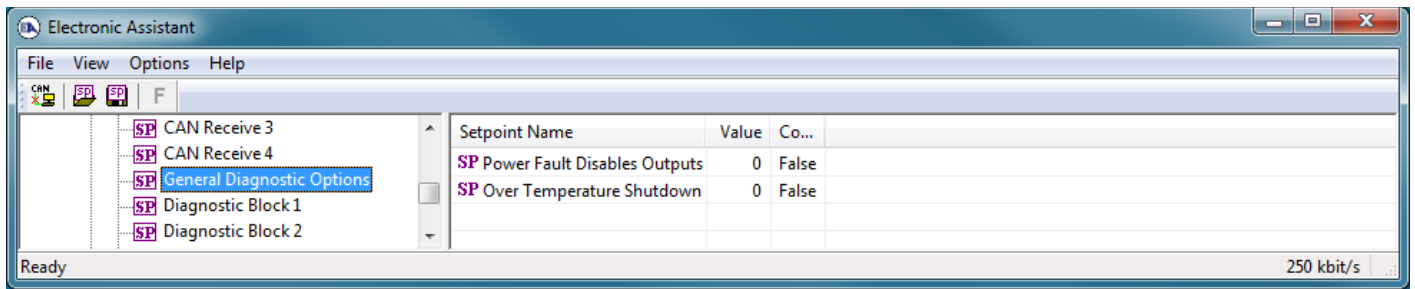 EA Electronic Assistant
File View Options Help
CAN SP SP F
SP CAN Receive 3
SP CAN Receive 4
SP General Diagnostic Options
SP Diagnostic Block 1
SP Diagnostic Block 2
Setpoint Name Value Co...
SP Power Fault Disables Outputs 0 False
SP Over Temperature Shutdown 0 False
Ready 250 kbit/s